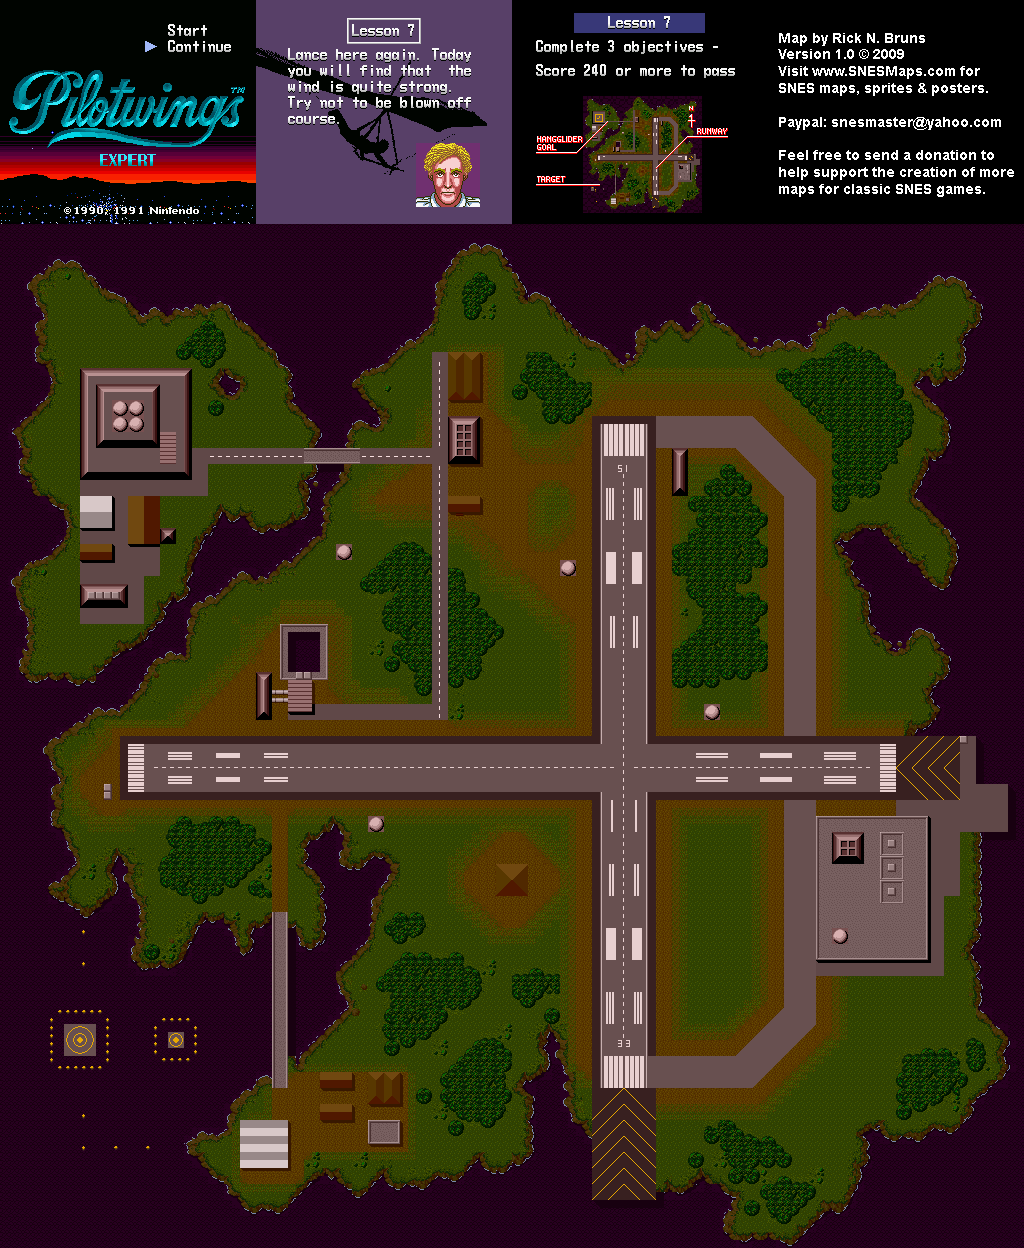 Start
Continue
Pilotwings™
EXPERT
©1990, 1991 Nintendo
Lesson 7
Lance here again. Today
you will find that the
wind is quite strong.
Try not to be blown off
course.
Lesson 7
Complete 3 objectives -
Score 240 or more to pass
N
HANGGLIDER
GOAL
RUNWAY
TARGET
Map by Rick N. Bruns
Version 1.0 © 2009
Visit www.SNESMaps.com for
SNES maps, sprites & posters.
Paypal: snesmaster@yahoo.com
Feel free to send a donation to
help support the creation of more
maps for classic SNES games.
15
33